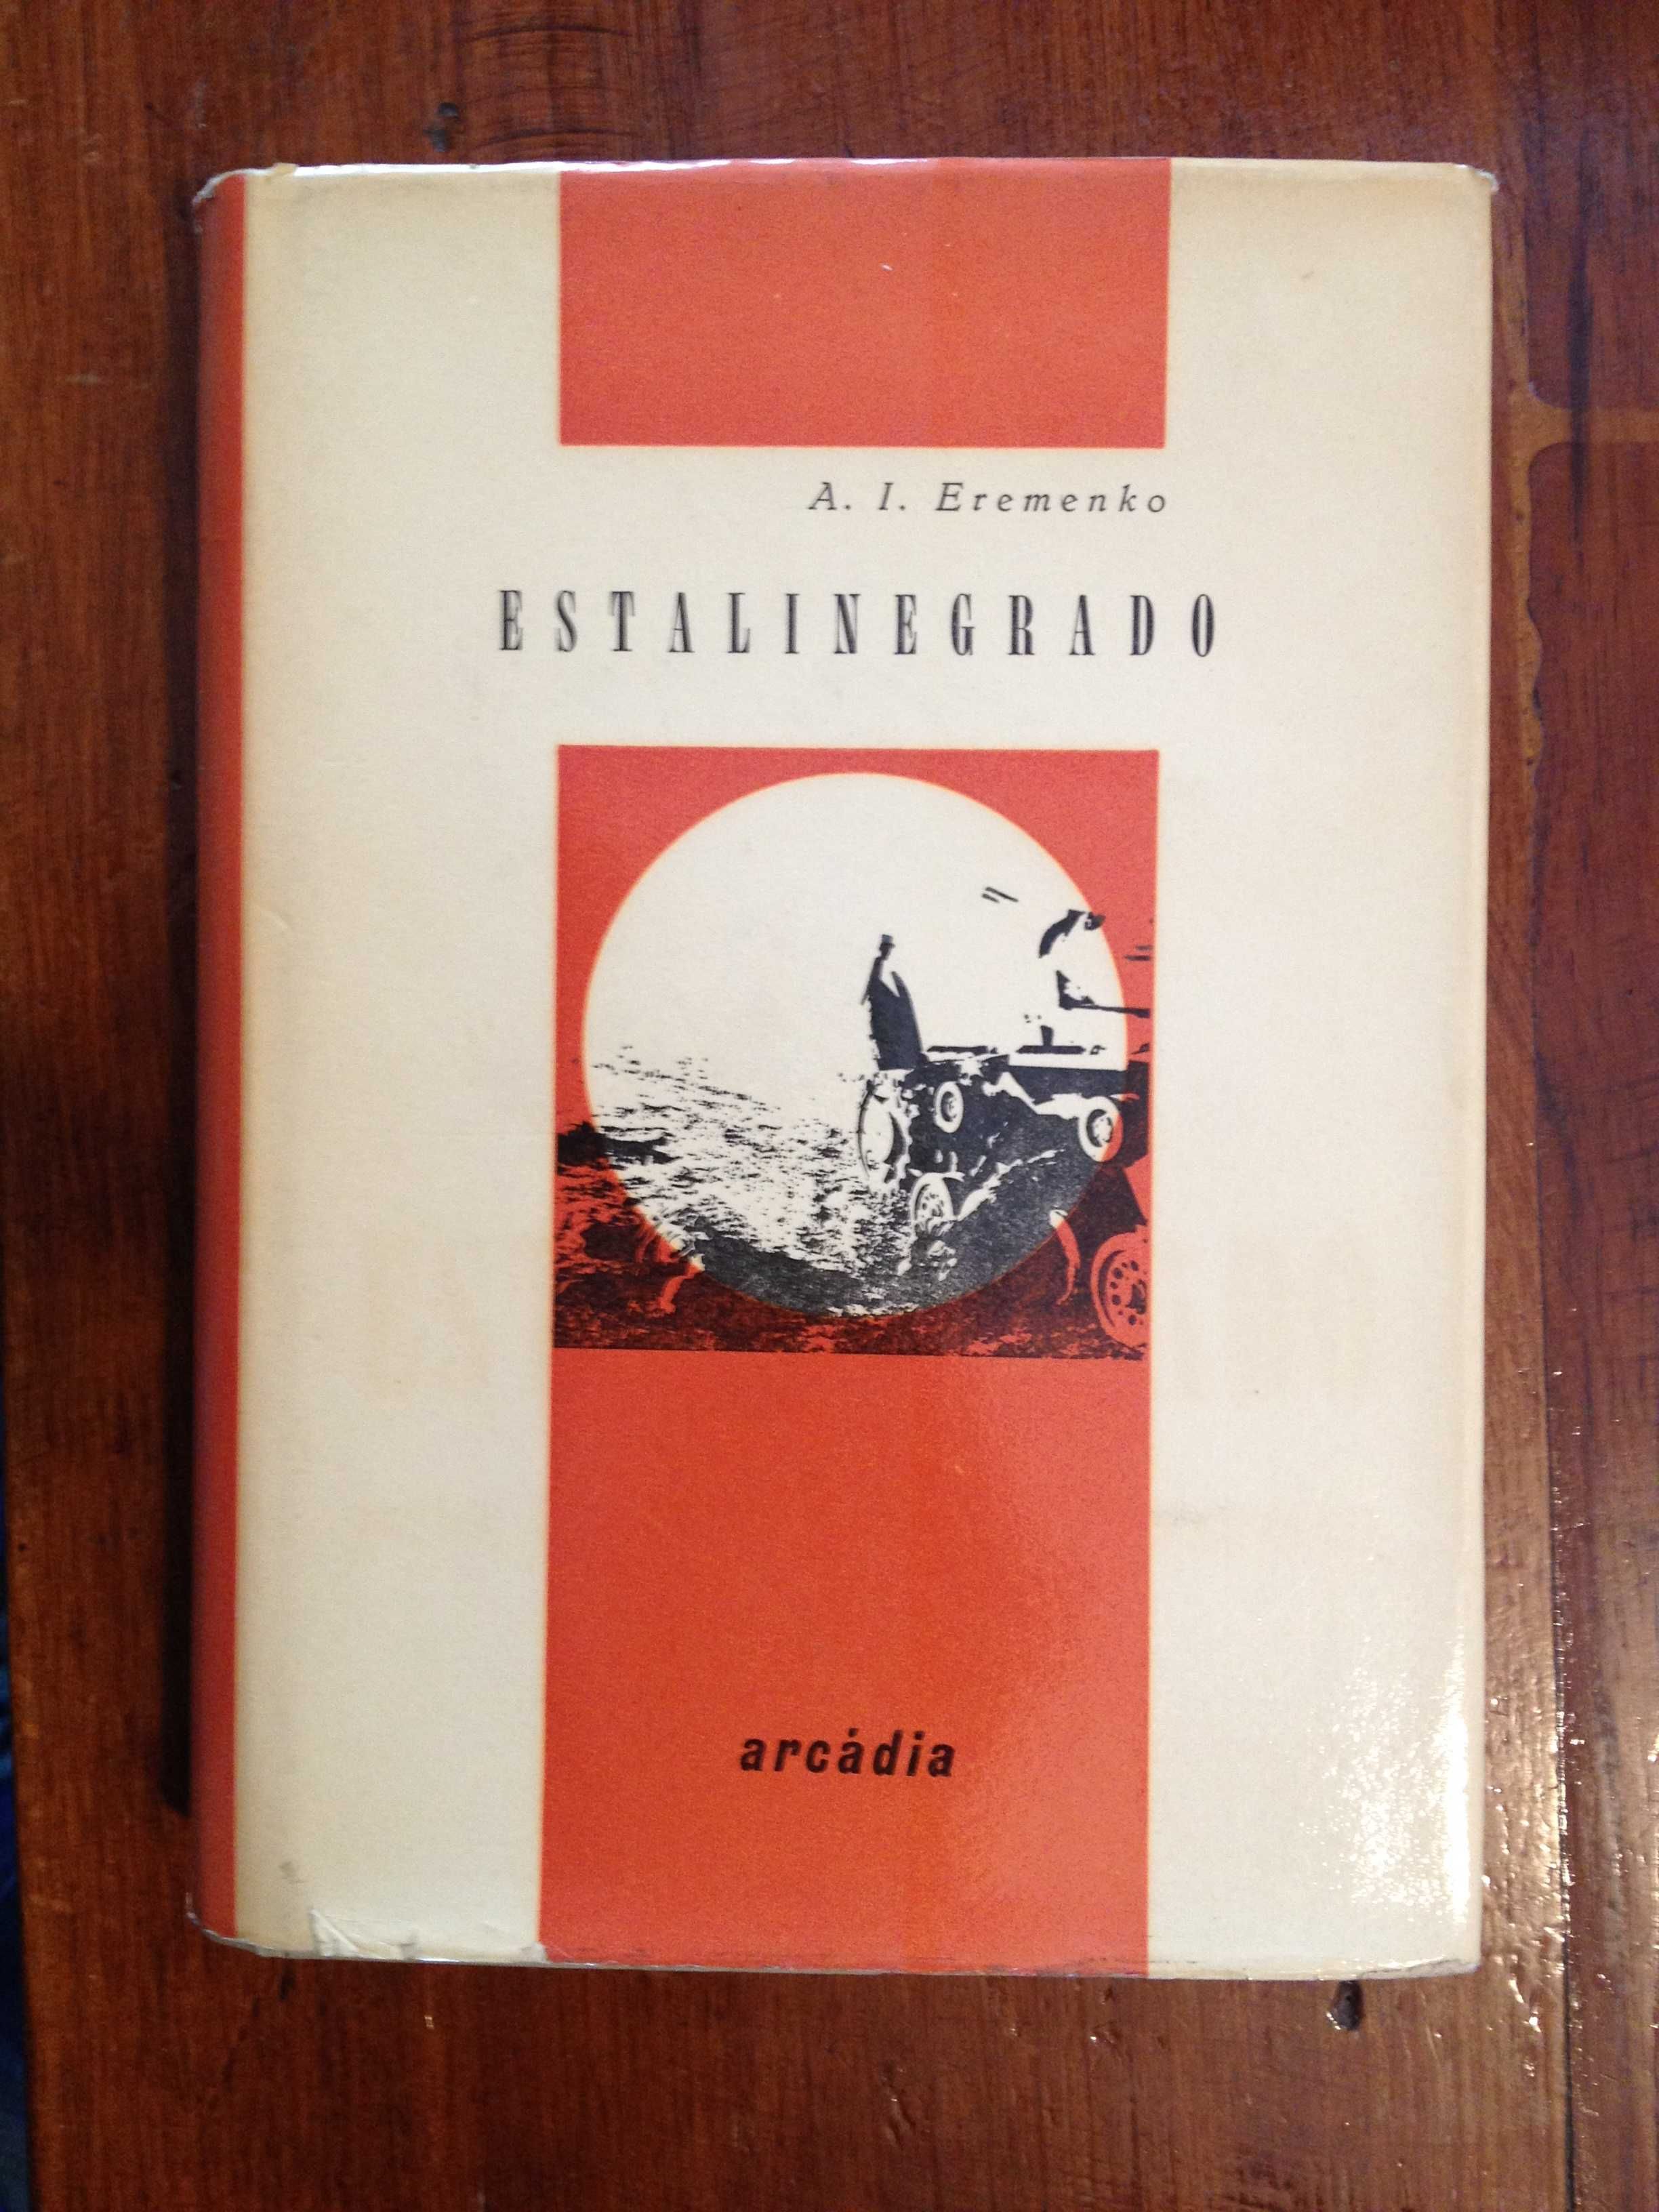 A. I. Eremenko
ESTALINEGRADO
arcádia